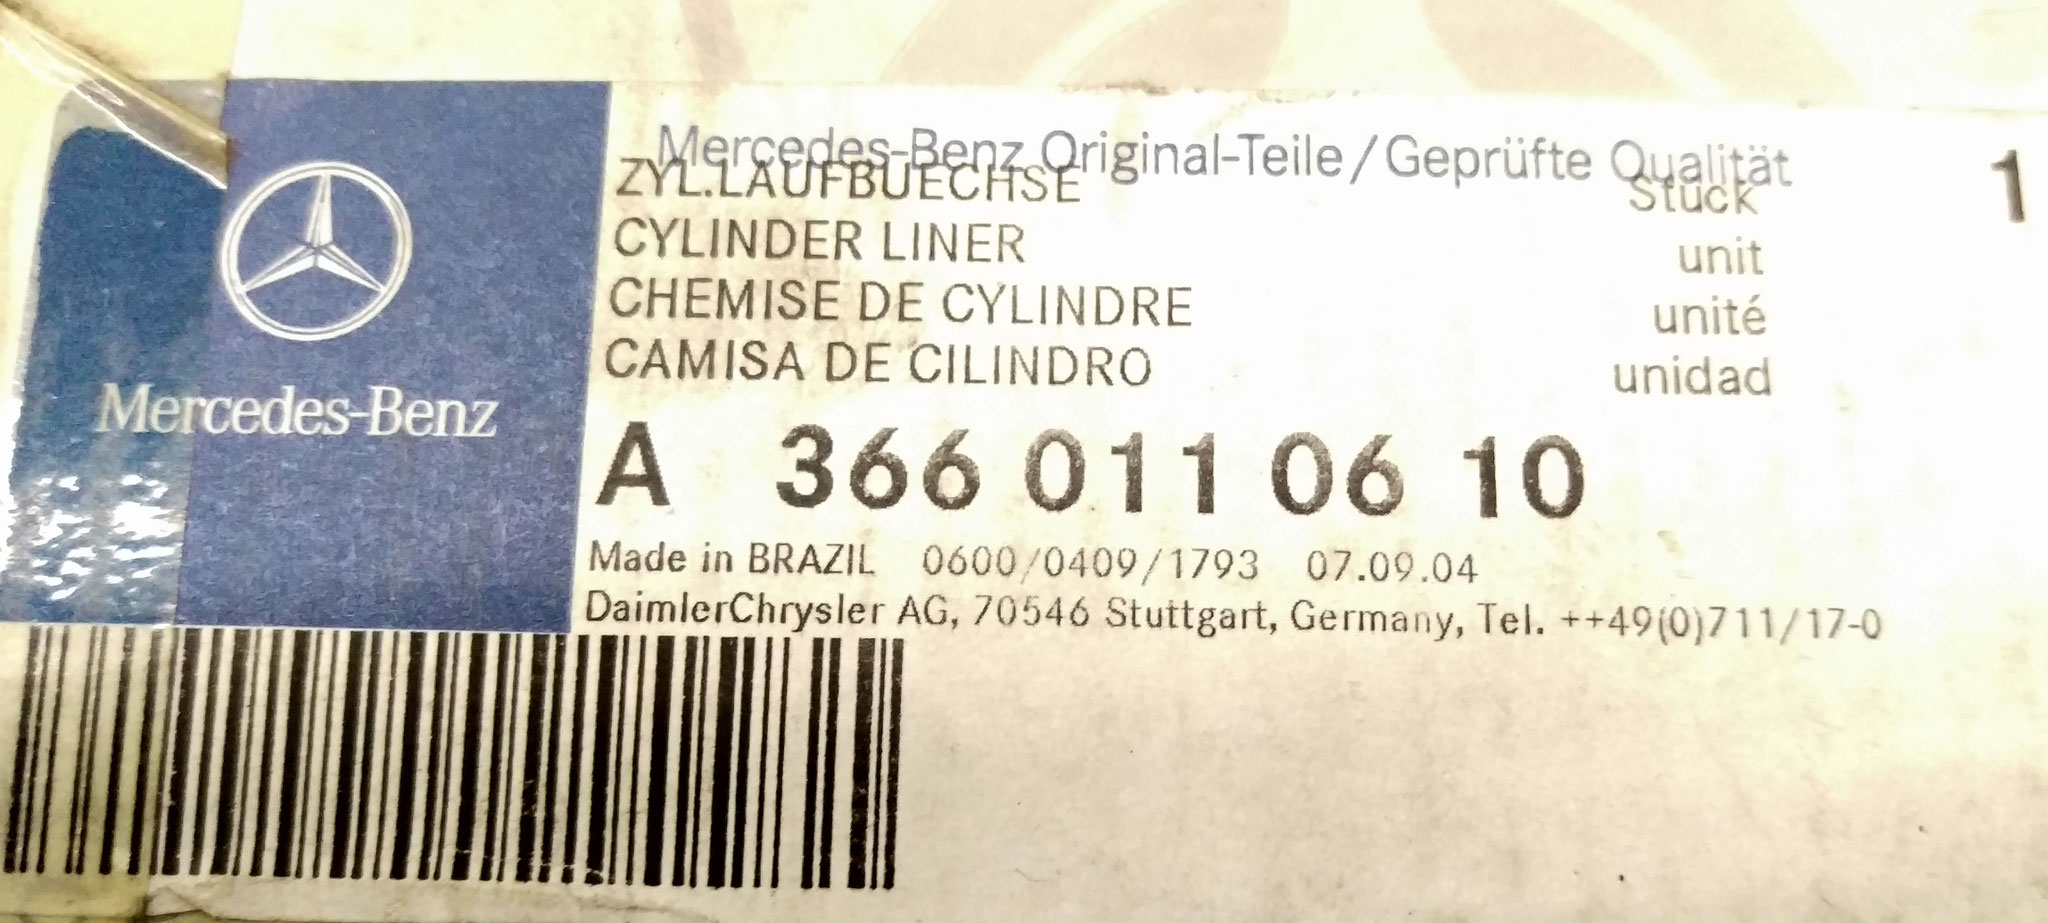 Mercedes-Benz
Mercedes-Benz Original-Teile/Geprüfte Qualität
ZYL.LAUFBUECHSE Stück 1
CYLINDER LINER unit
CHEMISE DE CYLINDRE unité
CAMISA DE CILINDRO unidad
A 366 011 06 10
Made in BRAZIL 0600/0409/1793 07.09.04
DaimlerChrysler AG, 70546 Stuttgart, Germany, Tel. ++49(0)711/17-0